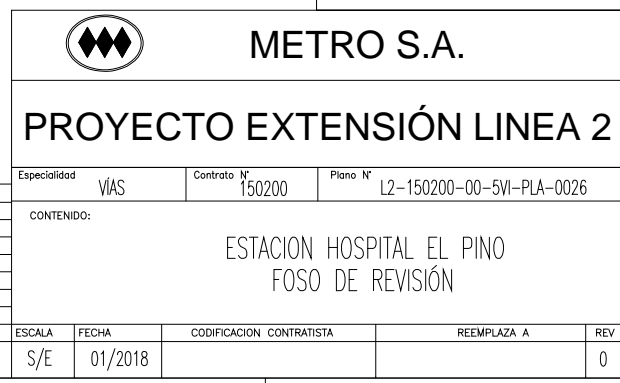 METRO S.A.
PROYECTO EXTENSIÓN LINEA 2
Especialidad VÍAS Contrato N° 150200 Plano N° L2-150200-00-5VI-PLA-0026
CONTENIDO:
ESTACION HOSPITAL EL PINO
FOSO DE REVISIÓN
ESCALA FECHA CODIFICACION CONTRATISTA REEMPLAZA A REV
S/E 01/2018 0